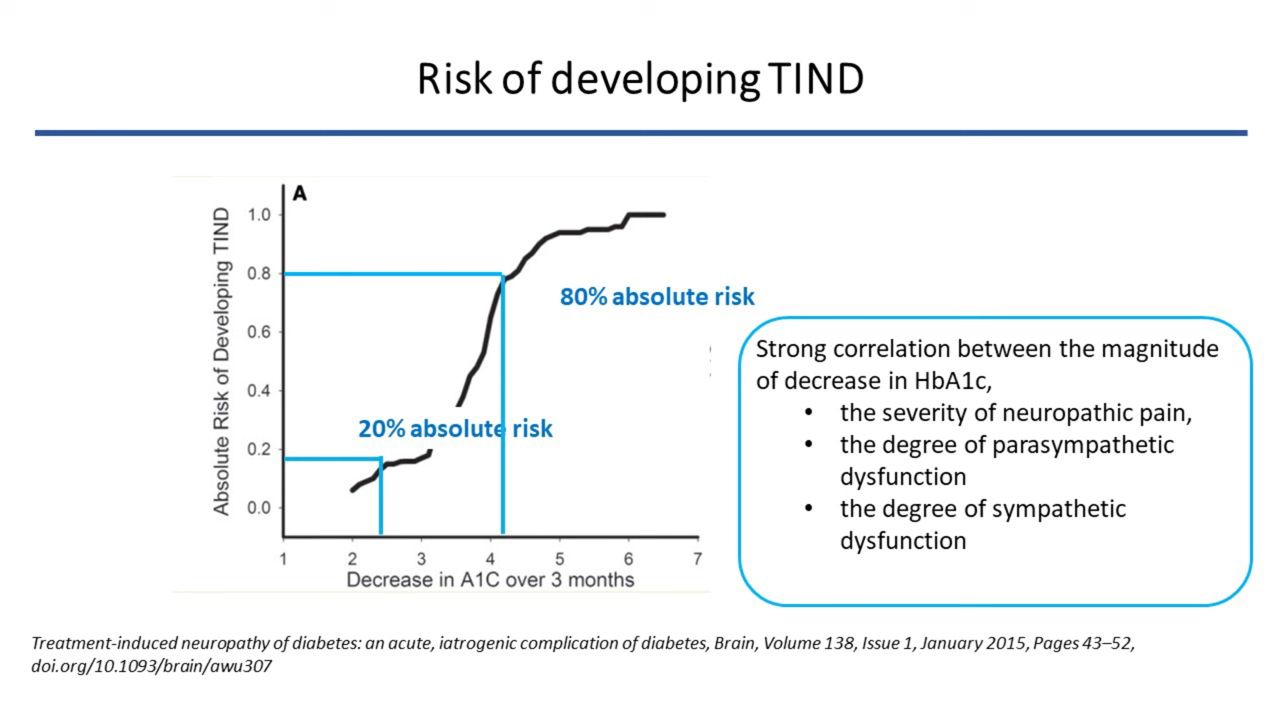 Risk of developing TIND
A
Absolute Risk of Developing TIND
1.0
0.8
0.6
0.4
0.2
0.0
80% absolute risk
20% absolute risk
1 2 3 4 5 6 7
Decrease in A1C over 3 months
Strong correlation between the magnitude
of decrease in HbA1c,
• the severity of neuropathic pain,
• the degree of parasympathetic
dysfunction
• the degree of sympathetic
dysfunction
Treatment-induced neuropathy of diabetes: an acute, iatrogenic complication of diabetes, Brain, Volume 138, Issue 1, January 2015, Pages 43–52,
doi.org/10.1093/brain/awu307